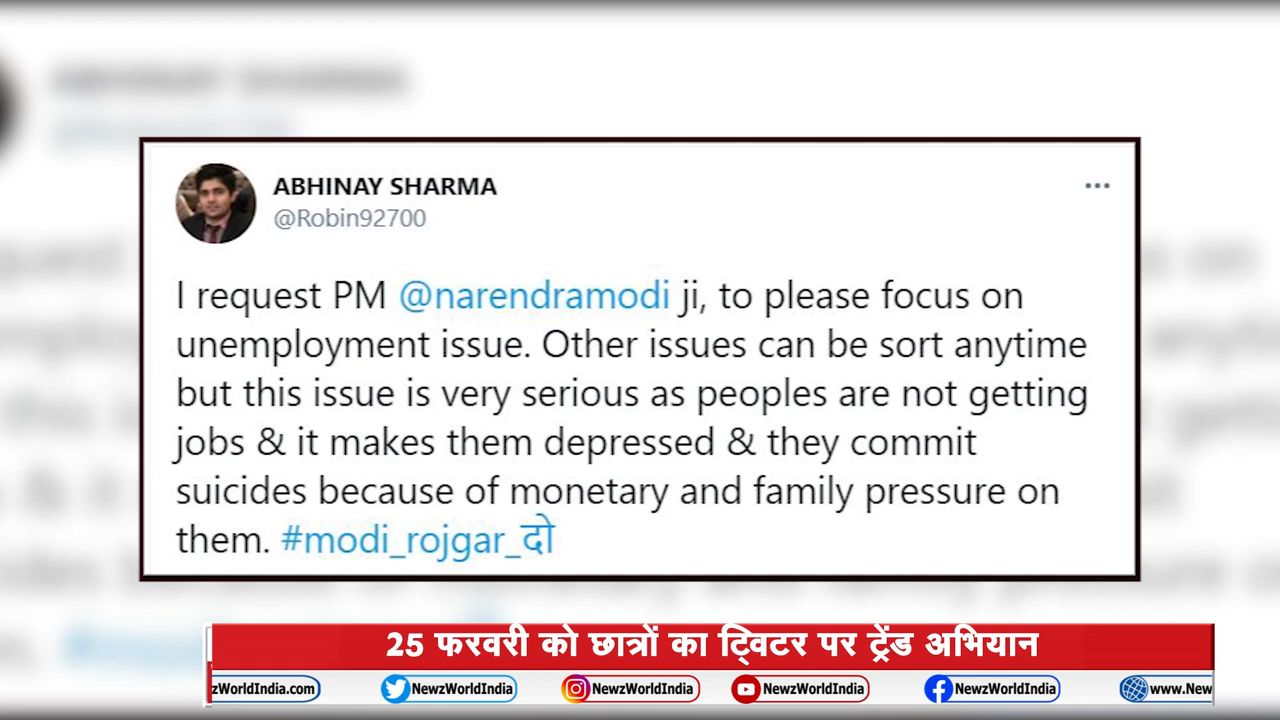 ABHINAY SHARMA
@Robin92700
I request PM @narendramodi ji, to please focus on
unemployment issue. Other issues can be sort anytime
but this issue is very serious as peoples are not getting
jobs & it makes them depressed & they commit
suicides because of monetary and family pressure on
them. #modi_rojgar_दो
25 फरवरी को छात्रों का ट्विटर पर ट्रेंड अभियान
zWorldIndia.com NewzWorldIndia NewzWorldIndia NewzWorldIndia NewzWorldIndia www.New